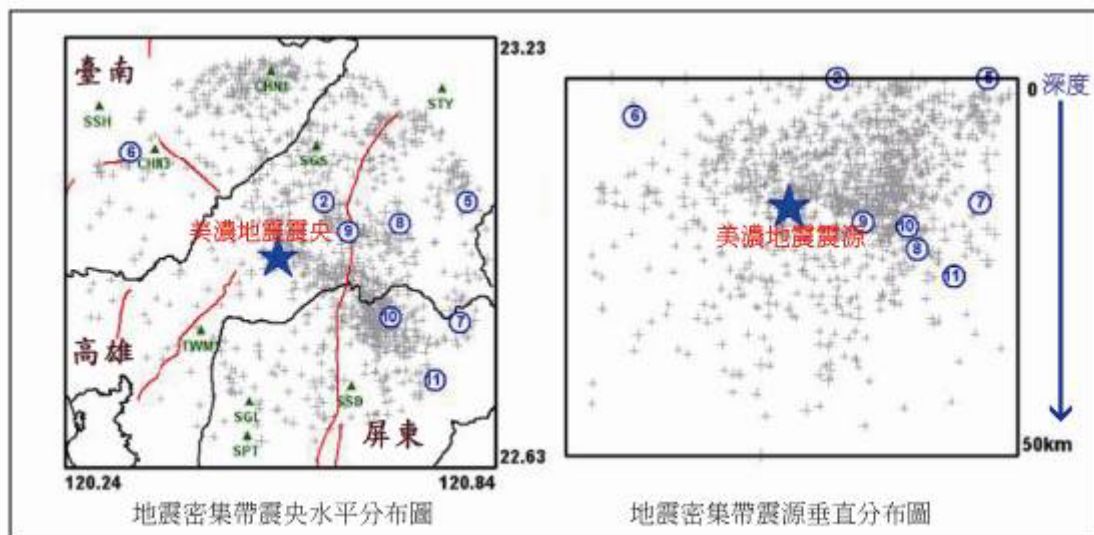 23.23
臺南
CHN1
STY
SSH
CHN3
SGS
6
2
5
8
9
美濃地震震央
10
7
TWM1
高雄
11
SGL
SSD
SPT
屏東
22.63
120.24
120.84
地震密集帶震央水平分布圖
2
5
0 深度
6
7
9
10
美濃地震震源
8
11
50km
地震密集帶震源垂直分布圖